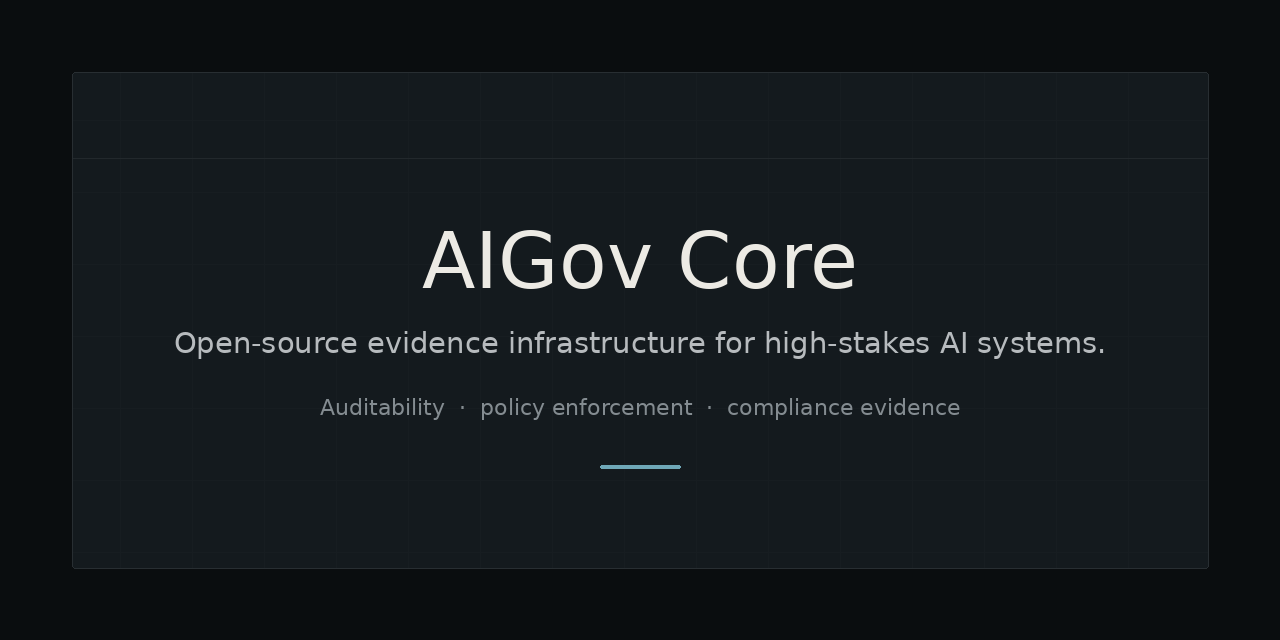 AIGov Core
Open-source evidence infrastructure for high-stakes AI systems.
Auditability · policy enforcement · compliance evidence